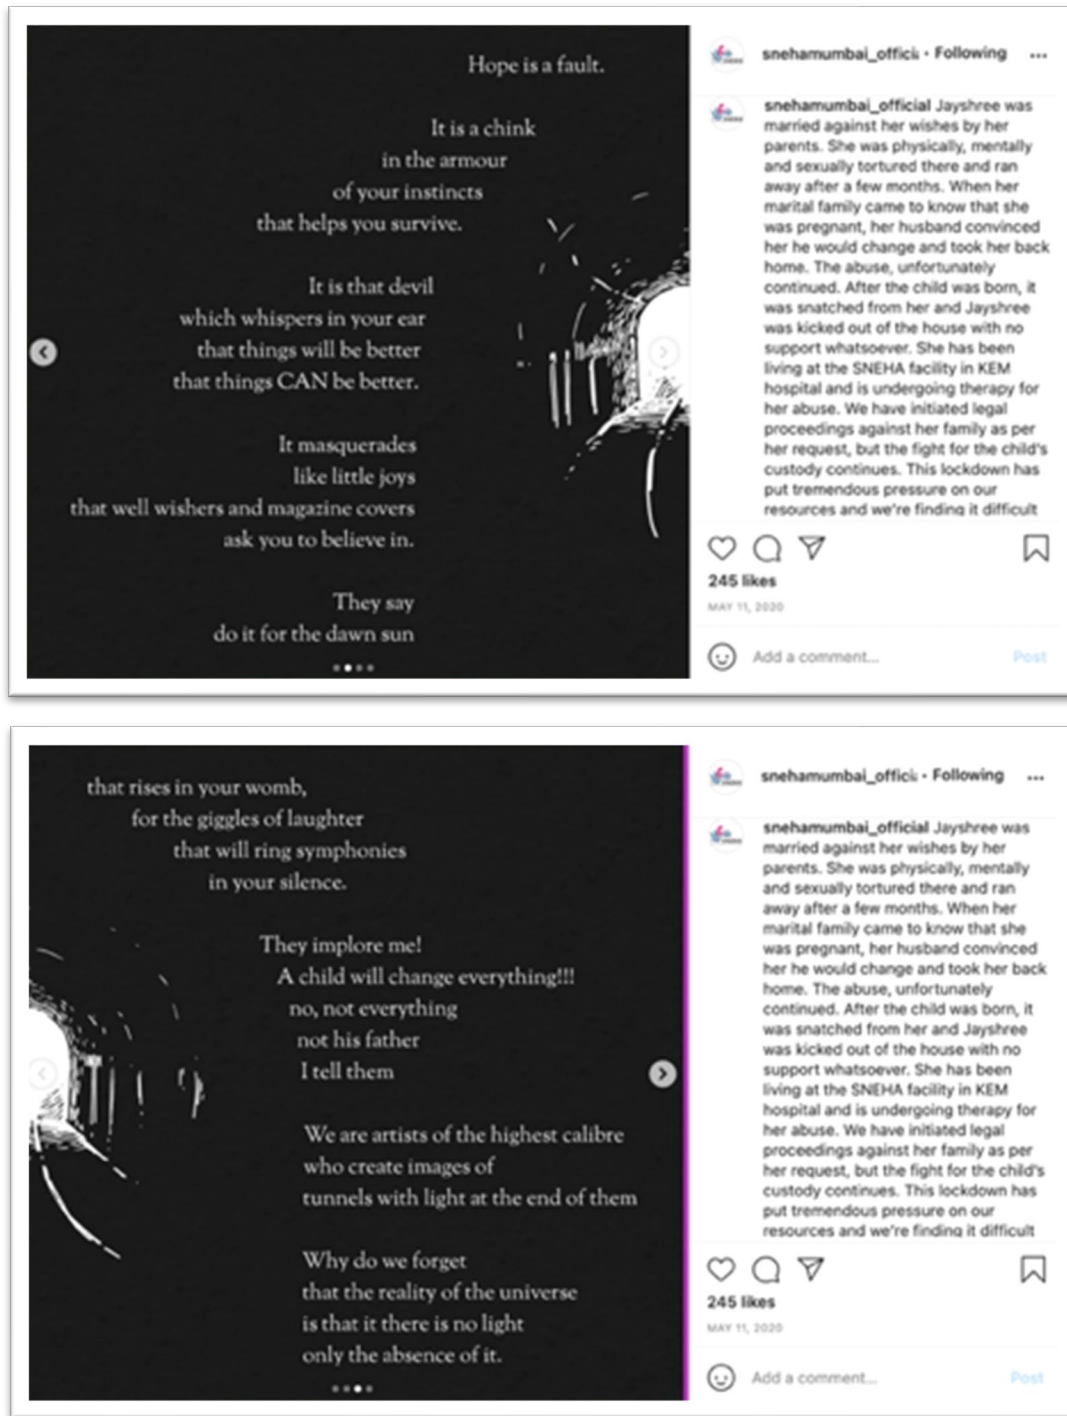 Hope is a fault.
It is a chink
in the armour
of your instincts
that helps you survive.
It is that devil
which whispers in your ear
that things will be better
that things CAN be better.
It masquerades
like little joys
that well wishers and magazine covers
ask you to believe in.
They say
do it for the dawn sun
snehamumbai_offici • Following
snehamumbai_official Jayshree was
married against her wishes by her
parents. She was physically, mentally
and sexually tortured there and ran
away after a few months. When her
marital family came to know that she
was pregnant, her husband convinced
her he would change and took her back
home. The abuse, unfortunately
continued. After the child was born, it
was snatched from her and Jayshree
was kicked out of the house with no
support whatsoever. She has been
living at the SNEHA facility in KEM
hospital and is undergoing therapy for
her abuse. We have initiated legal
proceedings against her family as per
her request, but the fight for the child's
custody continues. This lockdown has
put tremendous pressure on our
resources and we're finding it difficult
245 likes
MAY 11, 2020
Add a comment... Post
that rises in your womb,
for the giggles of laughter
that will ring symphonies
in your silence.
They implore me!
A child will change everything!!!
no, not everything
not his father
I tell them
We are artists of the highest calibre
who create images of
tunnels with light at the end of them
Why do we forget
that the reality of the universe
is that it there is no light
only the absence of it.
snehamumbai_offici • Following
snehamumbai_official Jayshree was
married against her wishes by her
parents. She was physically, mentally
and sexually tortured there and ran
away after a few months. When her
marital family came to know that she
was pregnant, her husband convinced
her he would change and took her back
home. The abuse, unfortunately
continued. After the child was born, it
was snatched from her and Jayshree
was kicked out of the house with no
support whatsoever. She has been
living at the SNEHA facility in KEM
hospital and is undergoing therapy for
her abuse. We have initiated legal
proceedings against her family as per
her request, but the fight for the child's
custody continues. This lockdown has
put tremendous pressure on our
resources and we're finding it difficult
245 likes
MAY 11, 2020
Add a comment... Post